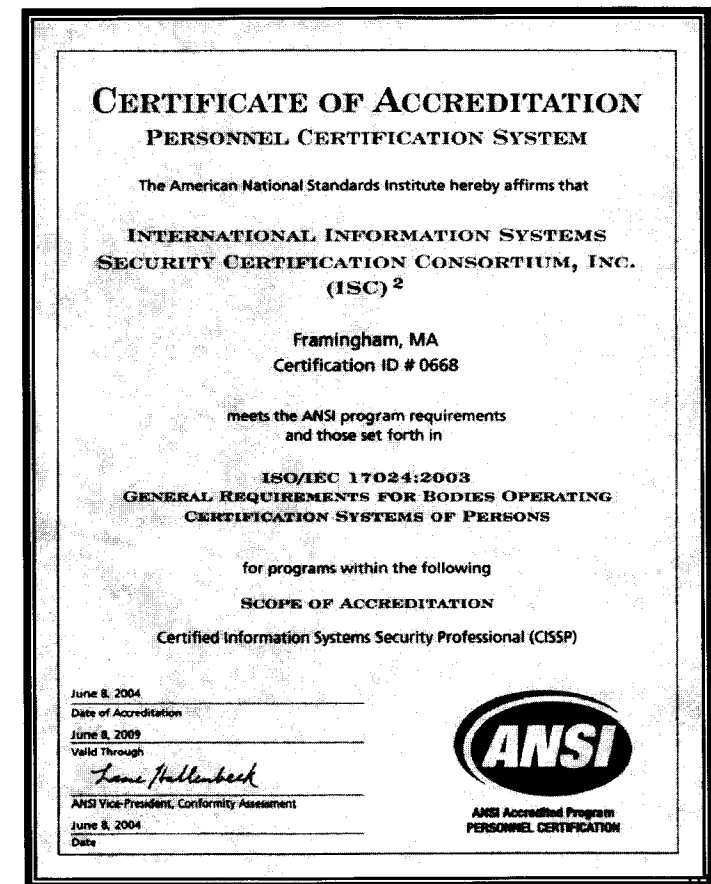 CERTIFICATE OF ACCREDITATION
PERSONNEL CERTIFICATION SYSTEM
The American National Standards Institute hereby affirms that
INTERNATIONAL INFORMATION SYSTEMS
SECURITY CERTIFICATION CONSORTIUM, INC.
(ISC)²
Framingham, MA
Certification ID # 0668
meets the ANSI program requirements
and those set forth in
ISO/IEC 17024:2003
GENERAL REQUIREMENTS FOR BODIES OPERATING
CERTIFICATION SYSTEMS OF PERSONS
for programs within the following
SCOPE OF ACCREDITATION
Certified Information Systems Security Professional (CISSP)
June 8, 2004
Date of Accreditation
June 8, 2009
Valid Through
Lane Hallenbeck
ANSI Vice-President, Conformity Assessment
June 8, 2004
Date
ANSI
ANSI Accredited Program
PERSONNEL CERTIFICATION